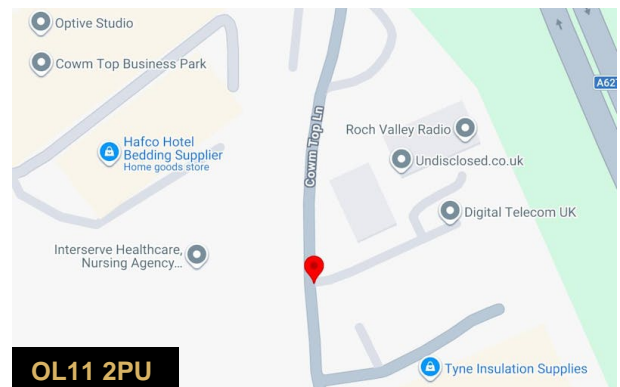 Optive Studio
Cowm Top Business Park
A627
Cowm Top Ln
Roch Valley Radio
Hafco Hotel
Bedding Supplier
Home goods store
Undisclosed.co.uk
Digital Telecom UK
Interserve Healthcare,
Nursing Agency...
OL11 2PU
Tyne Insulation Supplies